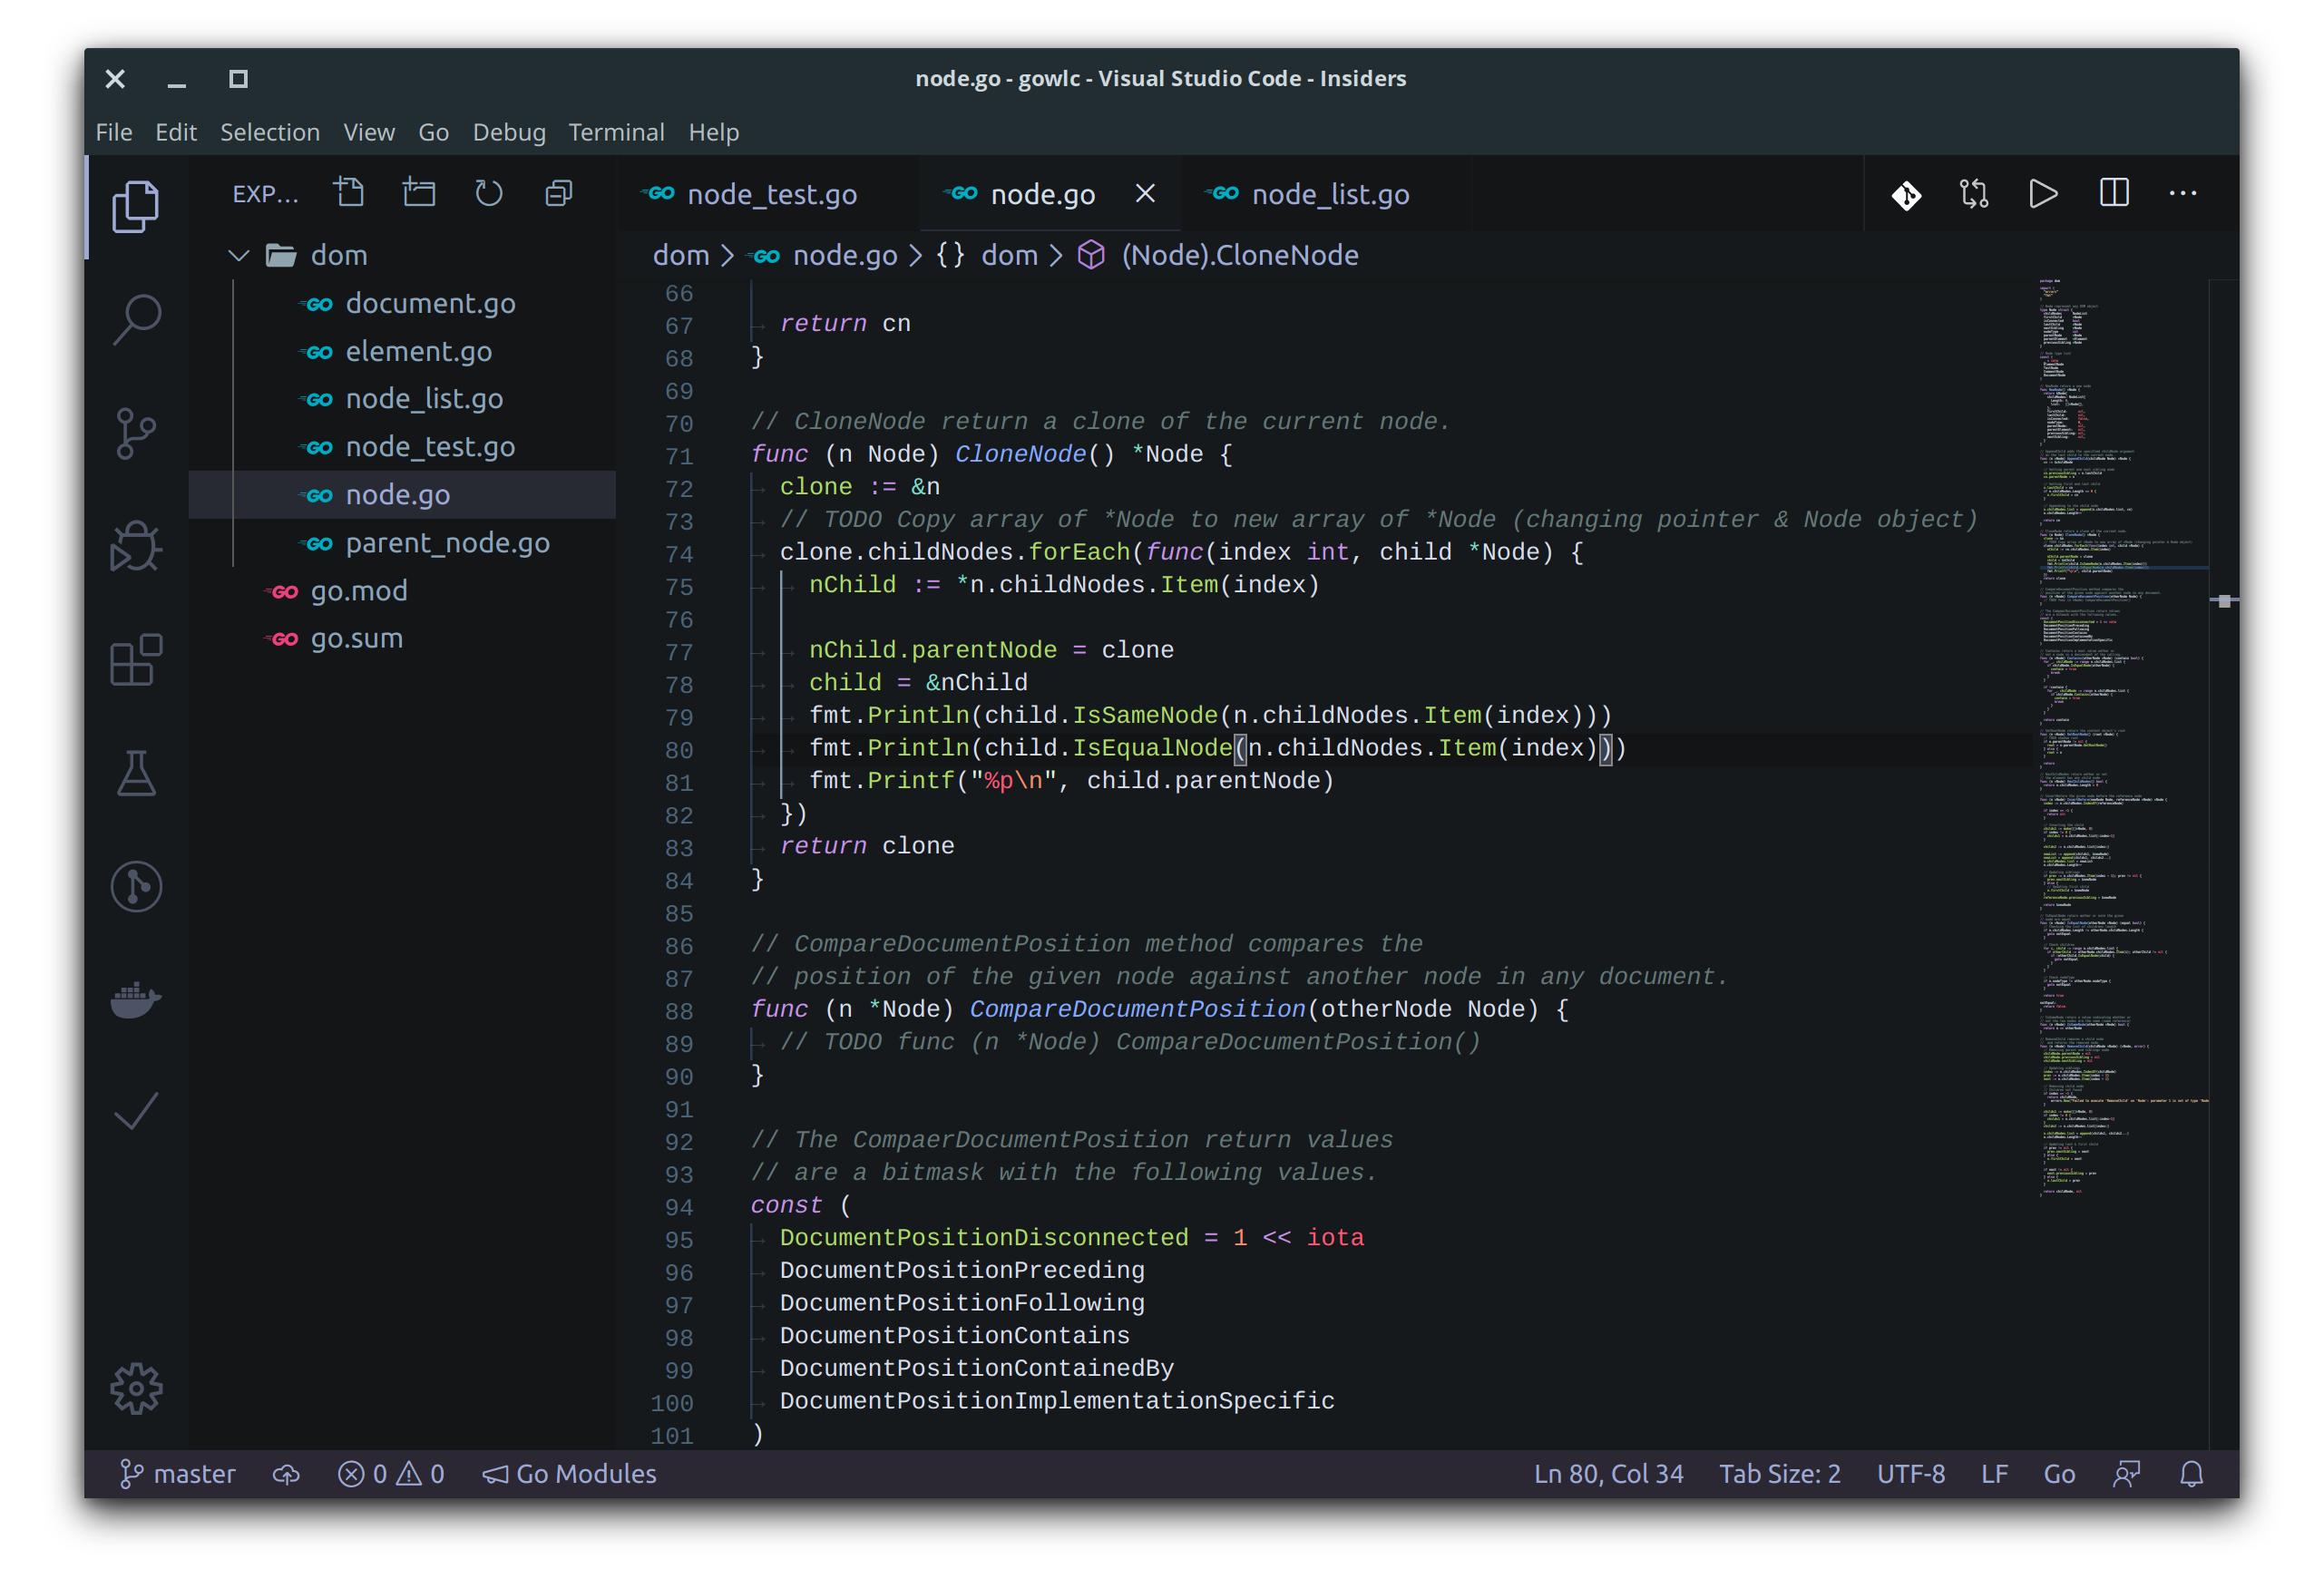 node.go - gowlc - Visual Studio Code - Insiders
File Edit Selection View Go Debug Terminal Help
EXP...
node_test.go
node.go
node_list.go
dom
document.go
element.go
node_list.go
node_test.go
node.go
parent_node.go
go.mod
go.sum
dom > node.go > {} dom > (Node).CloneNode
66
67 return cn
68 }
69
70 // CloneNode return a clone of the current node.
71 func (n Node) CloneNode() *Node {
72 clone := &n
73 // TODO Copy array of *Node to new array of *Node (changing pointer & Node object)
74 clone.childNodes.forEach(func(index int, child *Node) {
75 nChild := *n.childNodes.Item(index)
76
77 nChild.parentNode = clone
78 child = &nChild
79 fmt.Println(child.IsSameNode(n.childNodes.Item(index)))
80 fmt.Println(child.IsEqualNode(n.childNodes.Item(index)))
81 fmt.Printf("%p\n", child.parentNode)
82 })
83 return clone
84 }
85
86 // CompareDocumentPosition method compares the
87 // position of the given node against another node in any document.
88 func (n *Node) CompareDocumentPosition(otherNode Node) {
89 // TODO func (n *Node) CompareDocumentPosition()
90 }
91
92 // The CompaerDocumentPosition return values
93 // are a bitmask with the following values.
94 const (
95 DocumentPositionDisconnected = 1 << iota
96 DocumentPositionPreceding
97 DocumentPositionFollowing
98 DocumentPositionContains
99 DocumentPositionContainedBy
100 DocumentPositionImplementationSpecific
101 )
master 0 0 Go Modules Ln 80, Col 34 Tab Size: 2 UTF-8 LF Go